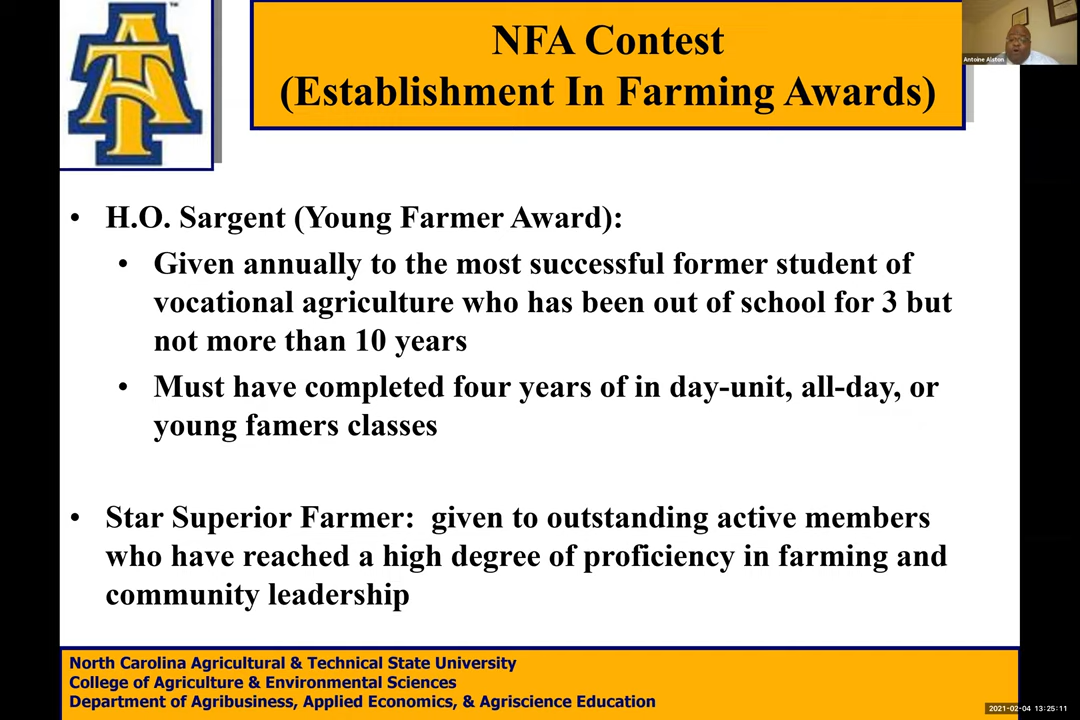 NFA Contest
(Establishment In Farming Awards)
Antoine Alston
• H.O. Sargent (Young Farmer Award):
• Given annually to the most successful former student of
vocational agriculture who has been out of school for 3 but
not more than 10 years
• Must have completed four years of in day-unit, all-day, or
young famers classes
• Star Superior Farmer: given to outstanding active members
who have reached a high degree of proficiency in farming and
community leadership
North Carolina Agricultural & Technical State University
College of Agriculture & Environmental Sciences
Department of Agribusiness, Applied Economics, & Agriscience Education
2021-02-04 13:25:11